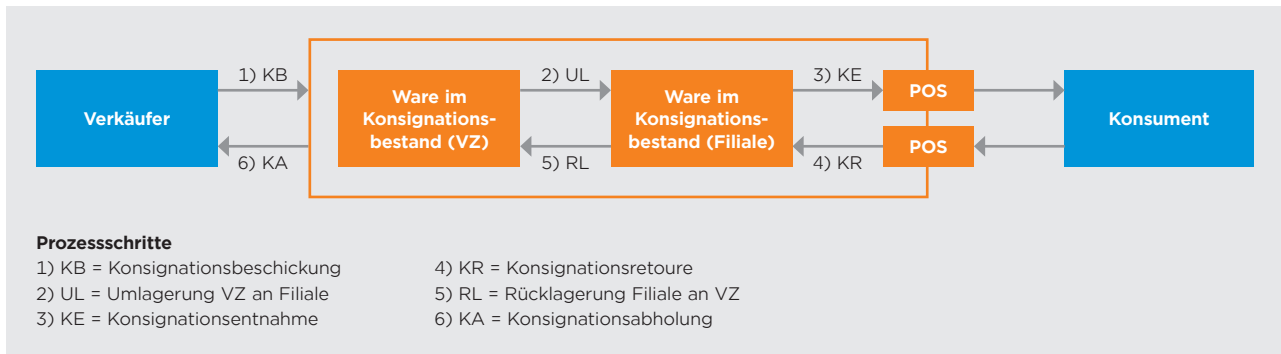 1) KB
2) UL
3) KE
Verkäufer
Ware im
Konsignations-
bestand (VZ)
Ware im
Konsignations-
bestand (Filiale)
POS
POS
Konsument
6) KA
5) RL
4) KR
Prozessschritte
1) KB = Konsignationsbeschickung
2) UL = Umlagerung VZ an Filiale
3) KE = Konsignationsentnahme
4) KR = Konsignationsretoure
5) RL = Rücklagerung Filiale an VZ
6) KA = Konsignationsabholung